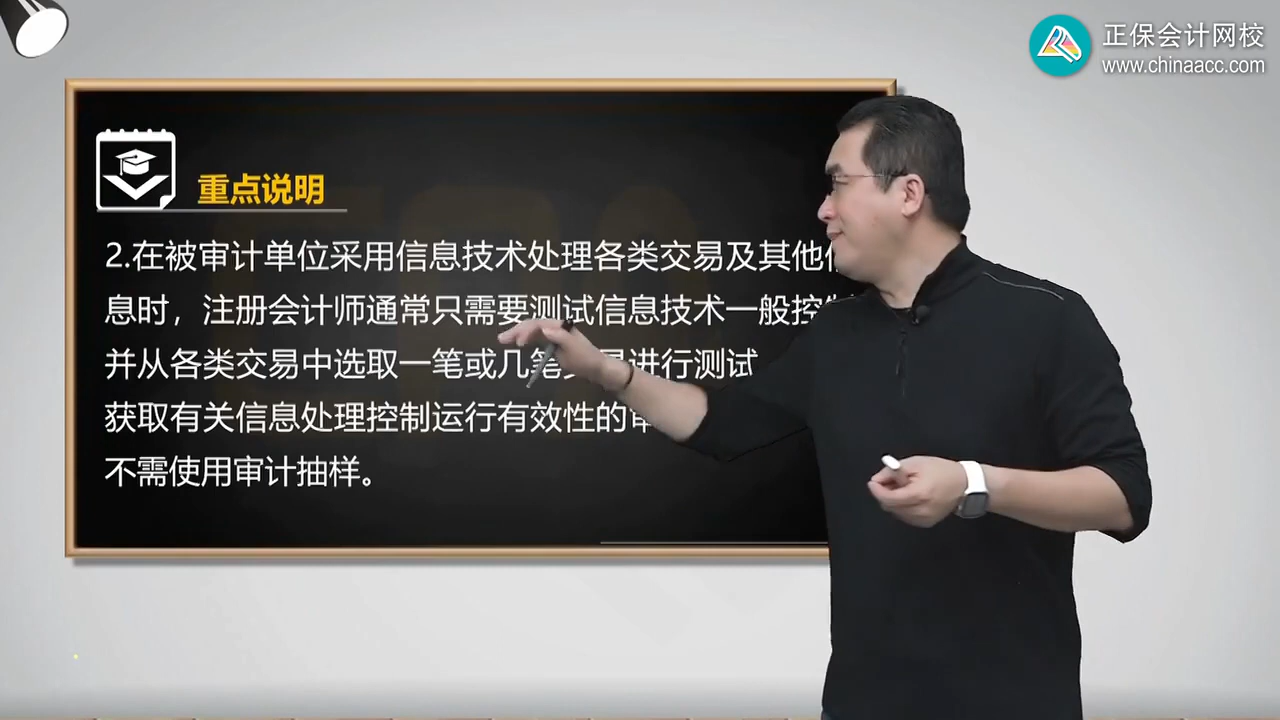 正保会计网校
www.chinaacc.com
重点说明
2.在被审计单位采用信息技术处理各类交易及其他
息时，注册会计师通常只需要测试信息技术一般控
并从各类交易中选取一笔或几笔 进行测试
获取有关信息处理控制运行有效性的
不需使用审计抽样。